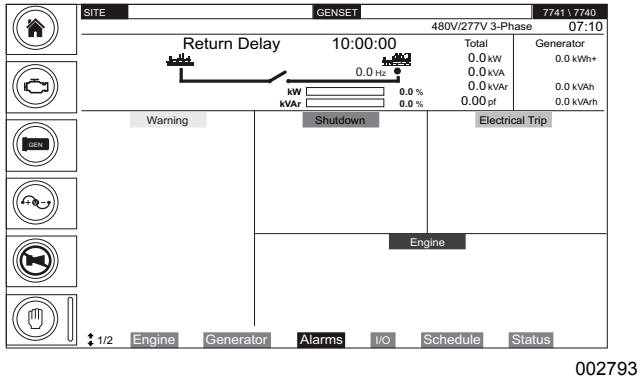 SITE GENSET 7741 \ 7740
480V/277V 3-Phase 07:10
Return Delay 10:00:00 Total Generator
0.0 kW 0.0 kWh+
0.0 Hz 0.0 kVA
0.0 kVAr 0.0 kVAh
kW 0.0 % 0.00 pf 0.0 kVArh
kVAr 0.0 %
Warning Shutdown Electrical Trip
GEN
Engine
1/2 Engine Generator Alarms I/O Schedule Status
002793